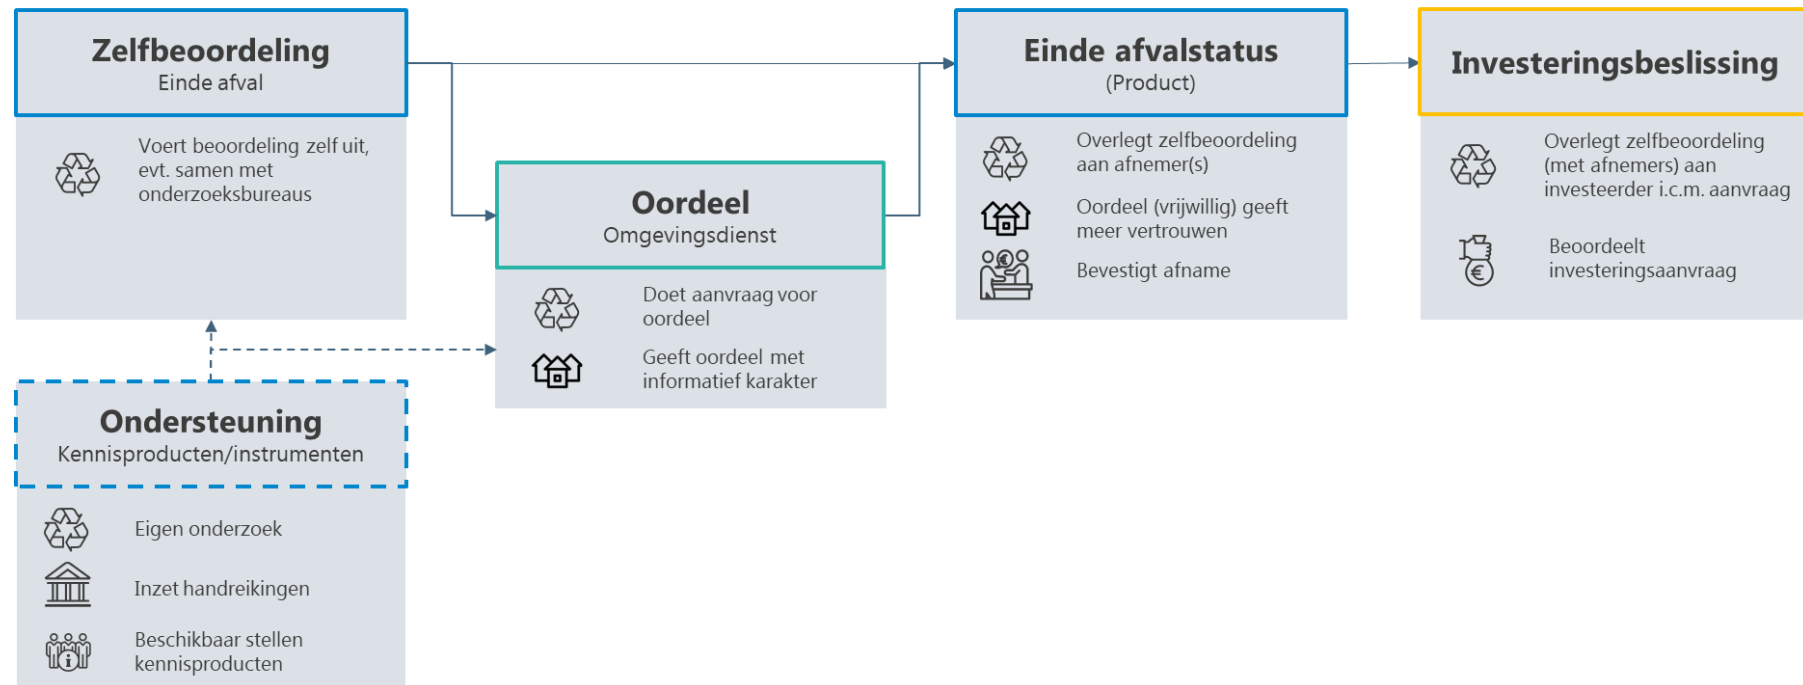 Zelfbeoordeling
Einde afval
Voert beoordeling zelf uit,
evt. samen met
onderzoeksbureaus
Oordeel
Omgevingsdienst
Doet aanvraag voor
oordeel
Geeft oordeel met
informatief karakter
Einde afvalstatus
(Product)
Overlegt zelfbeoordeling
aan afnemer(s)
Oordeel (vrijwillig) geeft
meer vertrouwen
Bevestigt afname
Investeringsbeslissing
Overlegt zelfbeoordeling
(met afnemers) aan
investeerder i.c.m. aanvraag
Beoordeelt
investeringsaanvraag
Ondersteuning
Kennisproducten/instrumenten
Eigen onderzoek
Inzet handreikingen
Beschikbaar stellen
kennisproducten